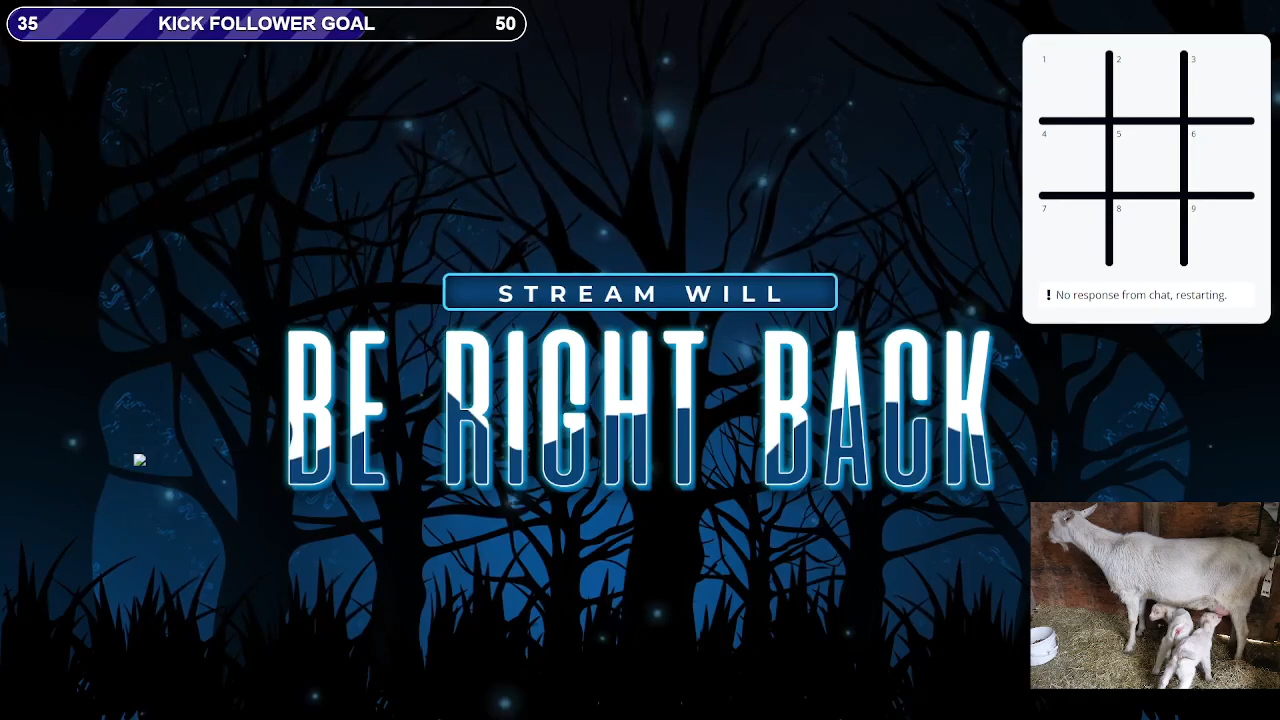 35 KICK FOLLOWER GOAL 50
1 2 3
4 5 6
7 8 9
! No response from chat, restarting.
STREAM WILL
BE RIGHT BACK